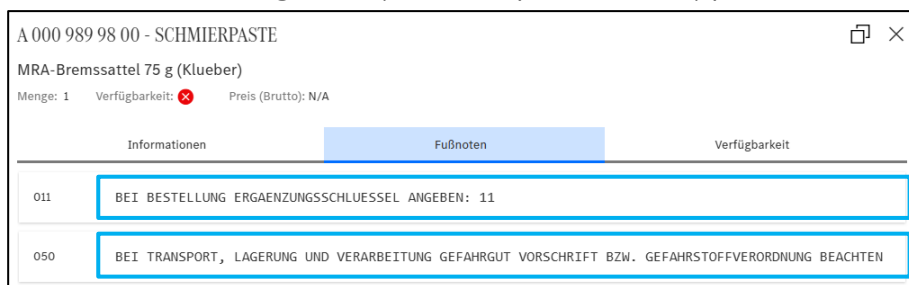 A 000 989 98 00 - SCHMIERPASTE
MRA-Bremssattel 75 g (Klueber)
Menge: 1 Verfügbarkeit: Preis (Brutto): N/A
Informationen Fußnoten Verfügbarkeit
011 BEI BESTELLUNG ERGAENZUNGSSCHLUESSEL ANGEBEN: 11
050 BEI TRANSPORT, LAGERUNG UND VERARBEITUNG GEFAHRGUT VORSCHRIFT BZW. GEFAHRSTOFFVERORDNUNG BEACHTEN